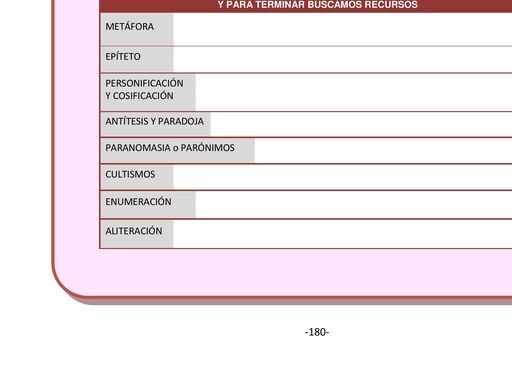 Y PARA TERMINAR BUSCAMOS RECURSOS
METÁFORA
EPÍTETO
PERSONIFICACIÓN
Y COSIFICACIÓN
ANTÍTESIS Y PARADOJA
PARANOMASIA o PARÓNIMOS
CULTISMOS
ENUMERACIÓN
ALITERACIÓN
-180-